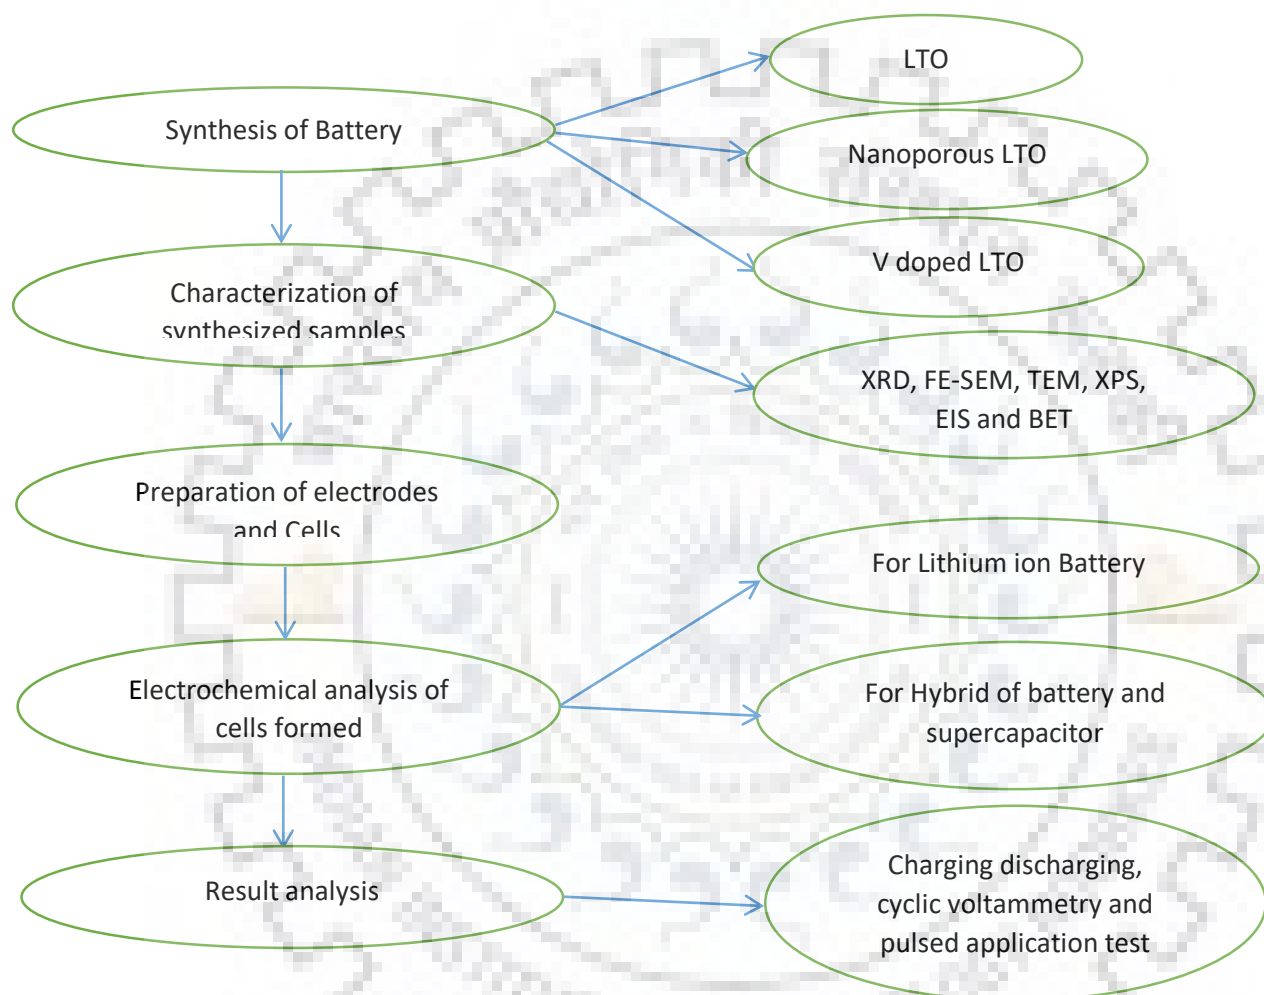 LTO
Synthesis of Battery
Nanoporous LTO
V doped LTO
Characterization of
synthesized samples
XRD, FE-SEM, TEM, XPS,
EIS and BET
Preparation of electrodes
and Cells
For Lithium ion Battery
Electrochemical analysis of
cells formed
For Hybrid of battery and
supercapacitor
Result analysis
Charging discharging,
cyclic voltammetry and
pulsed application test